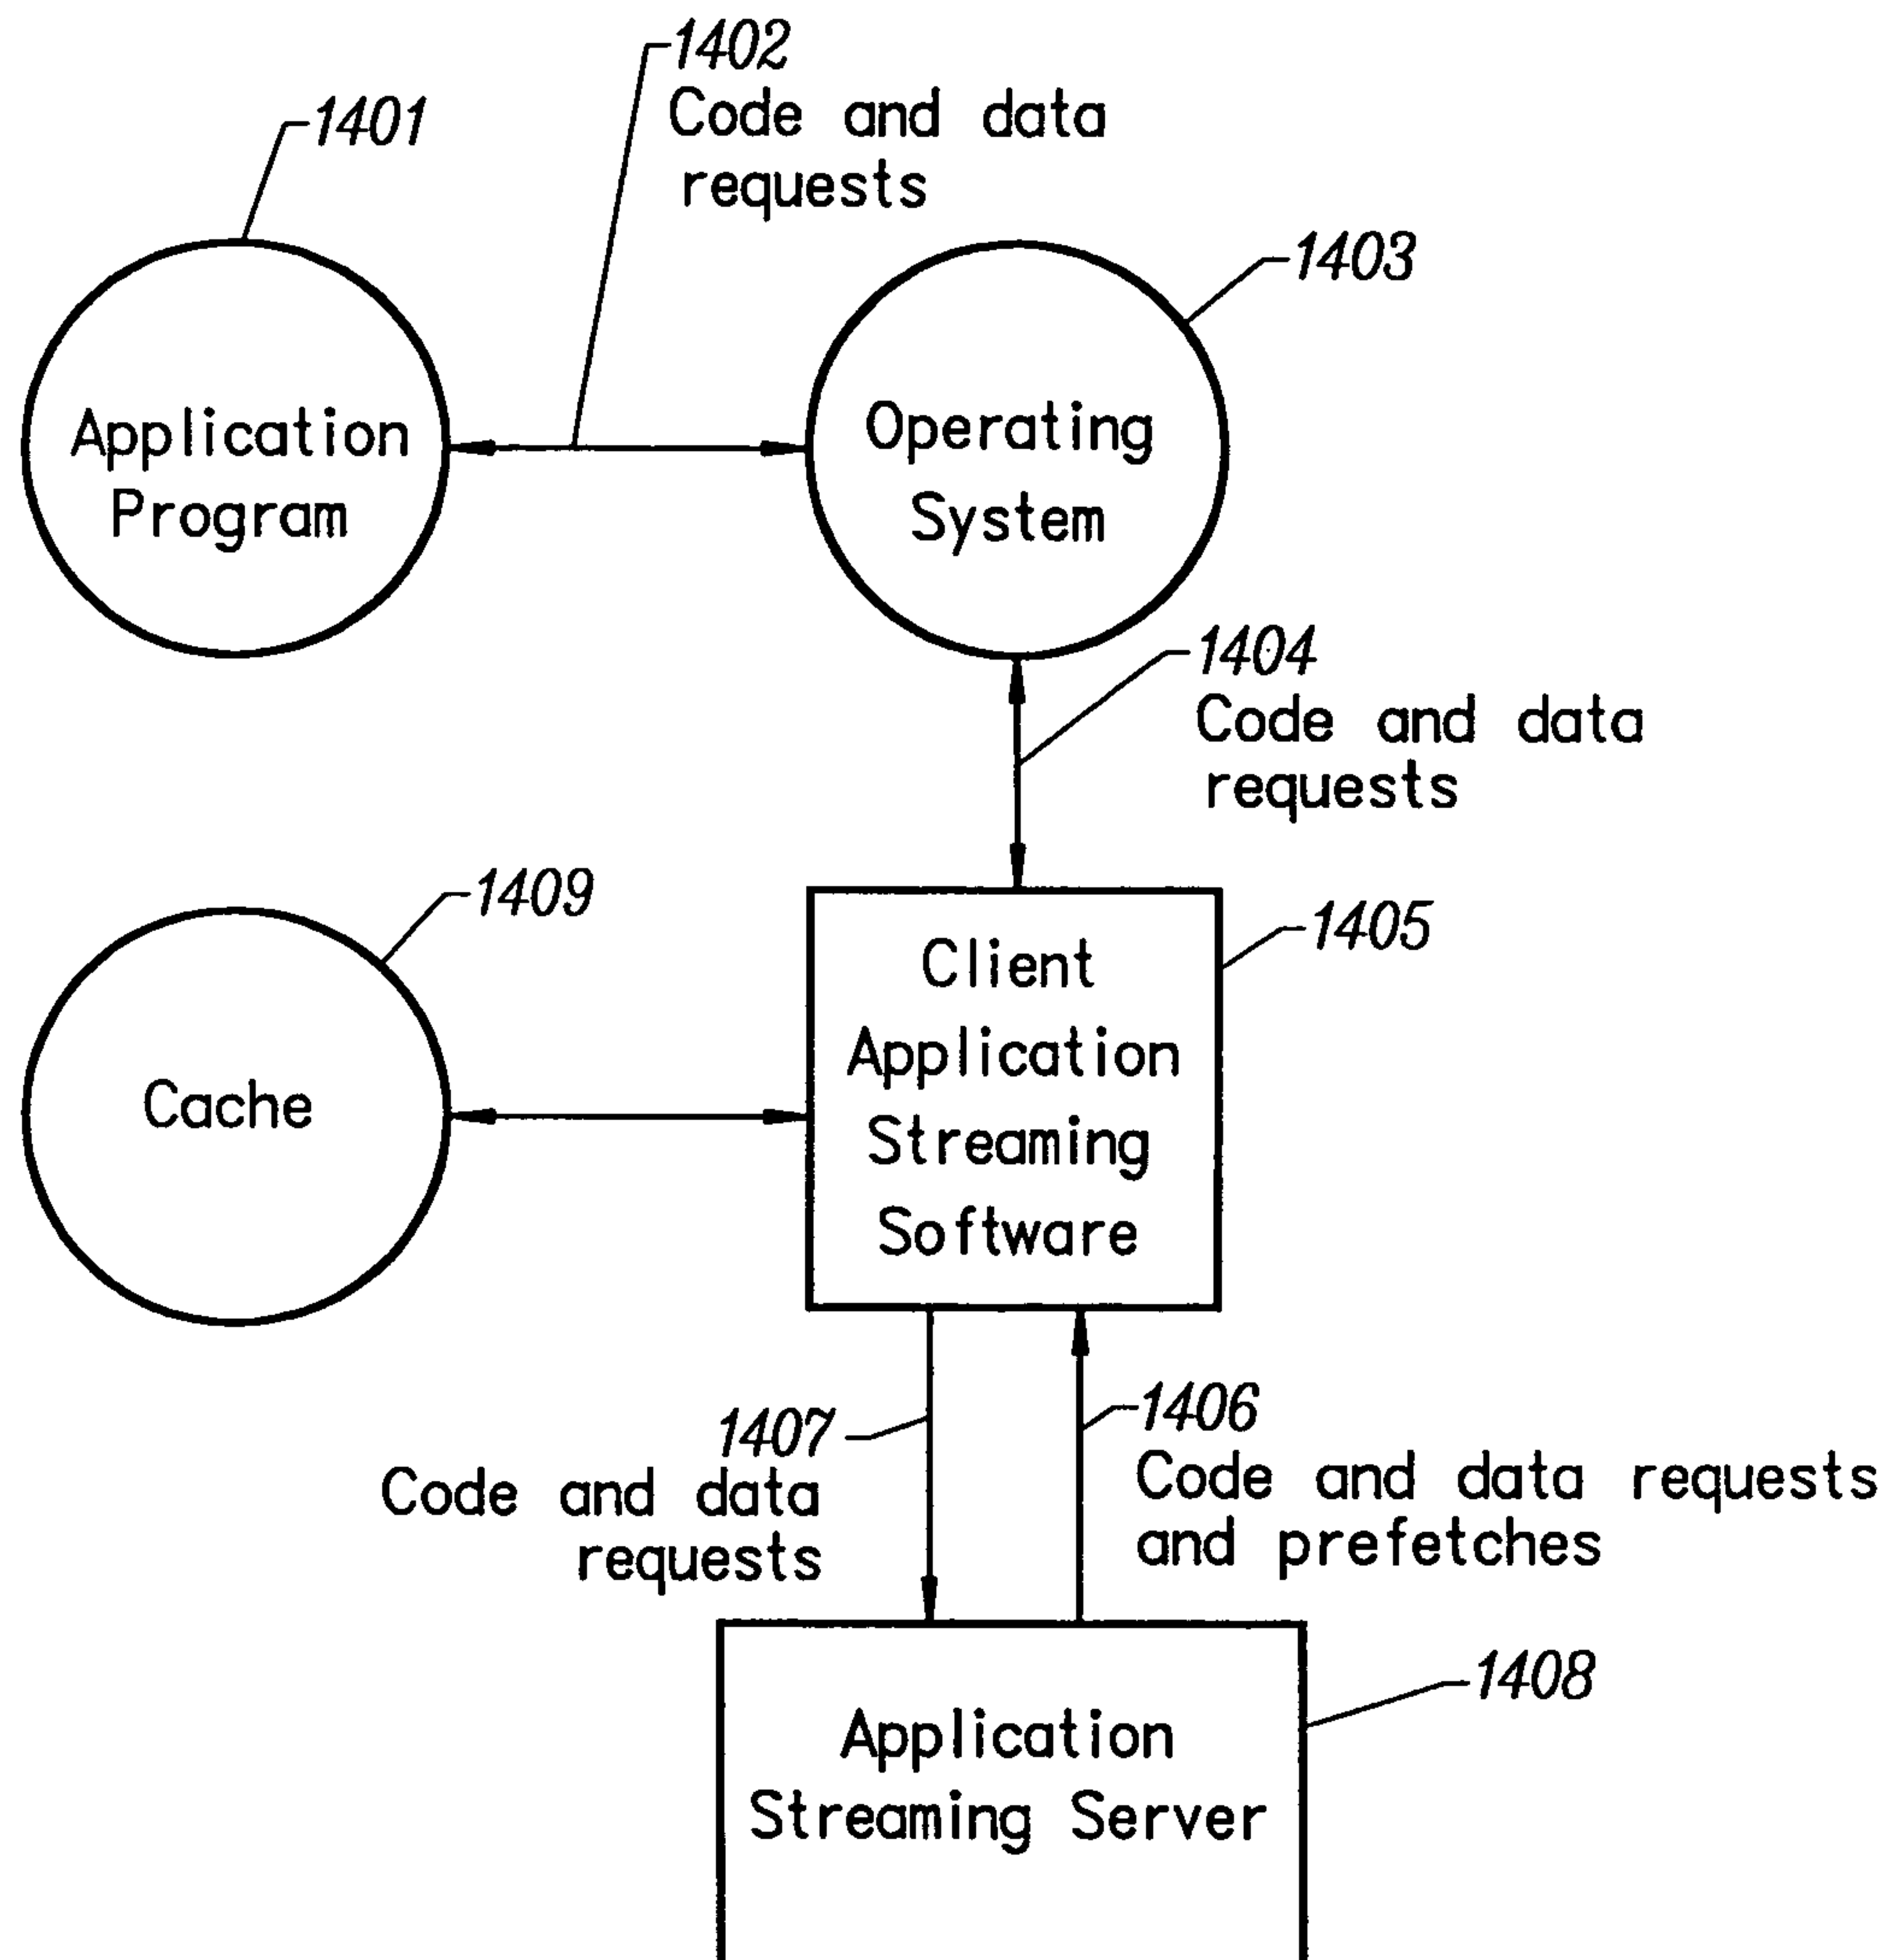 1402
Code and data
requests
1401
1403
Application
Program
Operating
System
1404
Code and data
requests
1409
1405
Cache
Client
Application
Streaming
Software
1407
Code and data
requests
1406
Code and data requests
and prefetches
1408
Application
Streaming Server